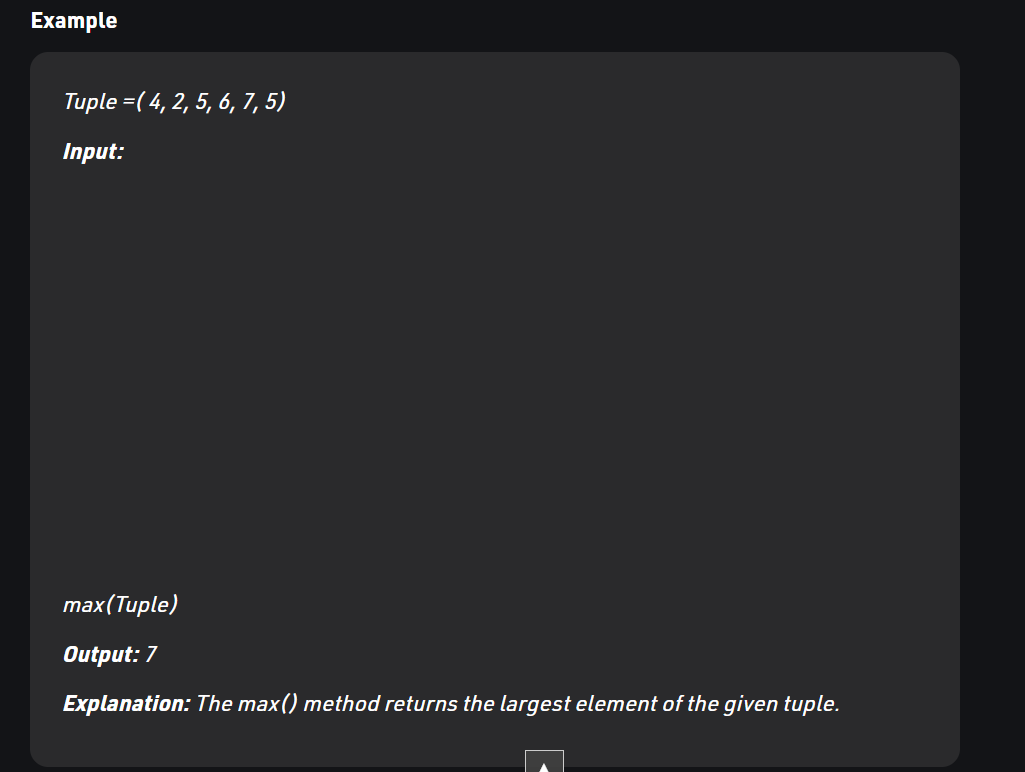 Example
Tuple =( 4, 2, 5, 6, 7, 5)
Input:
max(Tuple)
Output: 7
Explanation: The max() method returns the largest element of the given tuple.